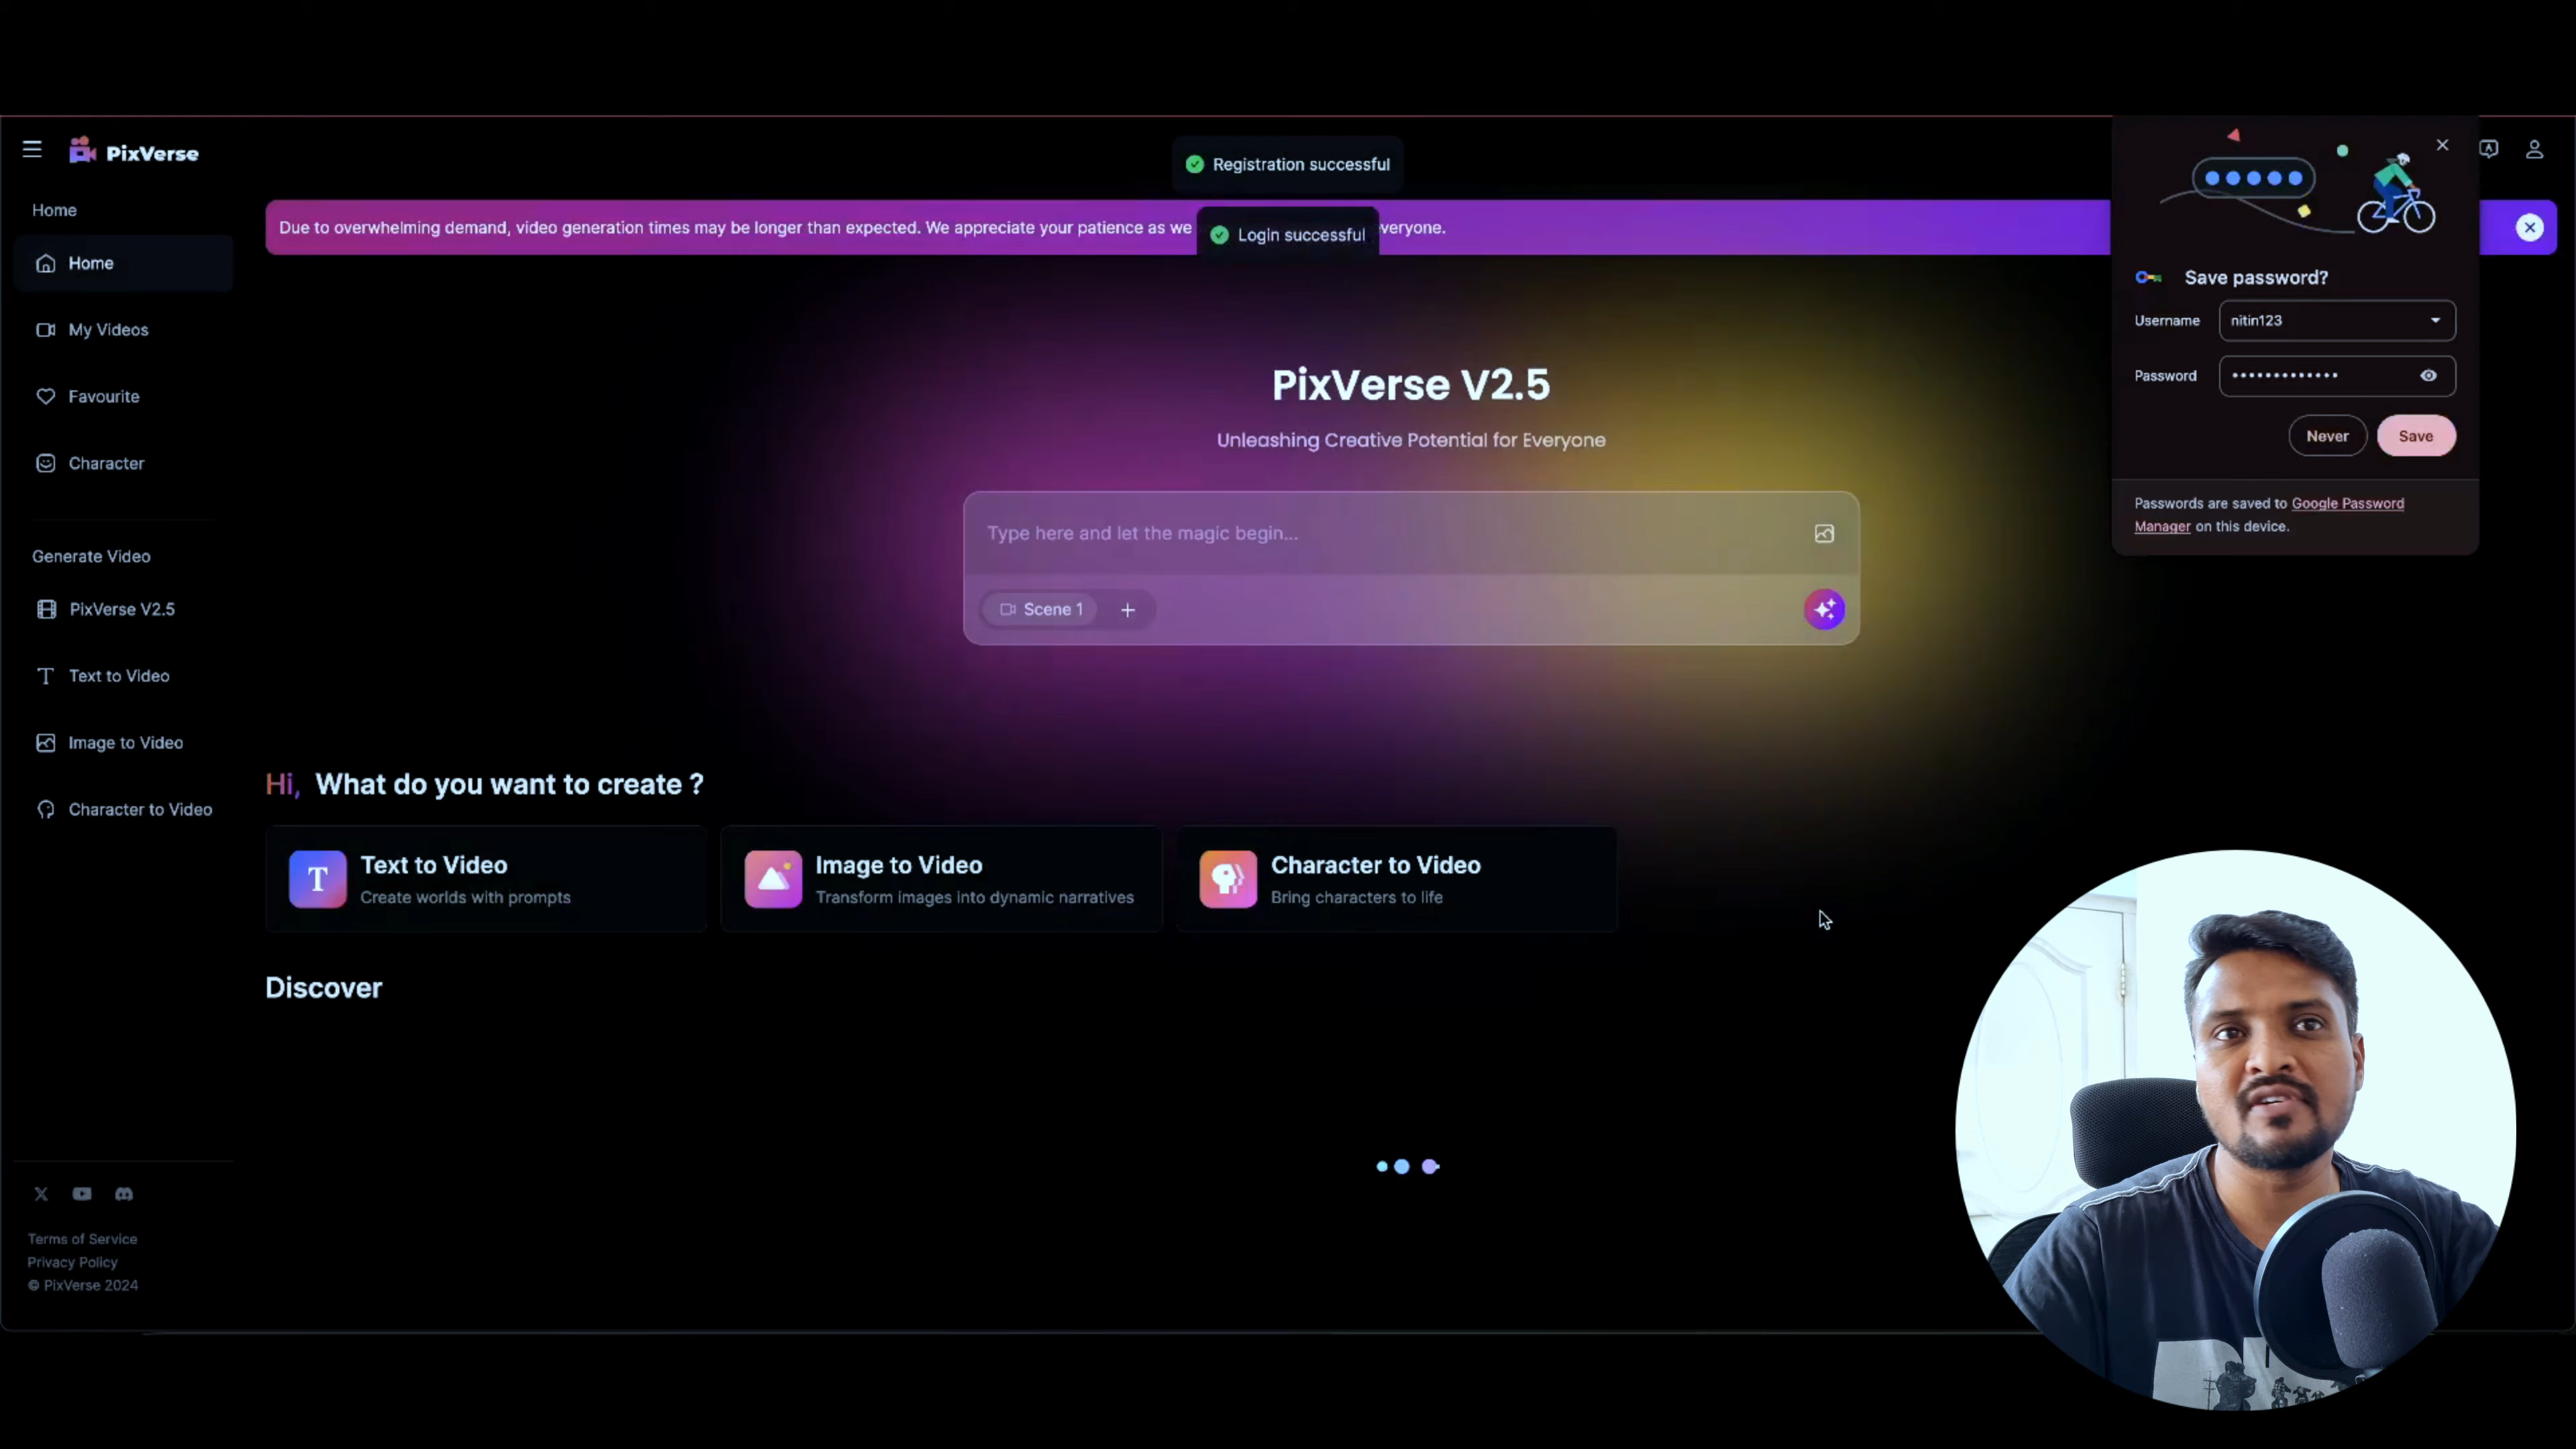 PixVerse
Registration successful
Home
Due to overwhelming demand, video generation times may be longer than expected. We appreciate your patience as we
Login successful
veryone.
Home
My Videos
Favourite
Character
Generate Video
PixVerse V2.5
Text to Video
Image to Video
Character to Video
Save password?
Username
nitin123
Password
Never
Save
Passwords are saved to Google Password
Manager on this device.
PixVerse V2.5
Unleashing Creative Potential for Everyone
Type here and let the magic begin...
Scene 1
Hi, What do you want to create ?
T
Text to Video
Create worlds with prompts
Image to Video
Transform images into dynamic narratives
Character to Video
Bring characters to life
Discover
Terms of Service
Privacy Policy
© PixVerse 2024